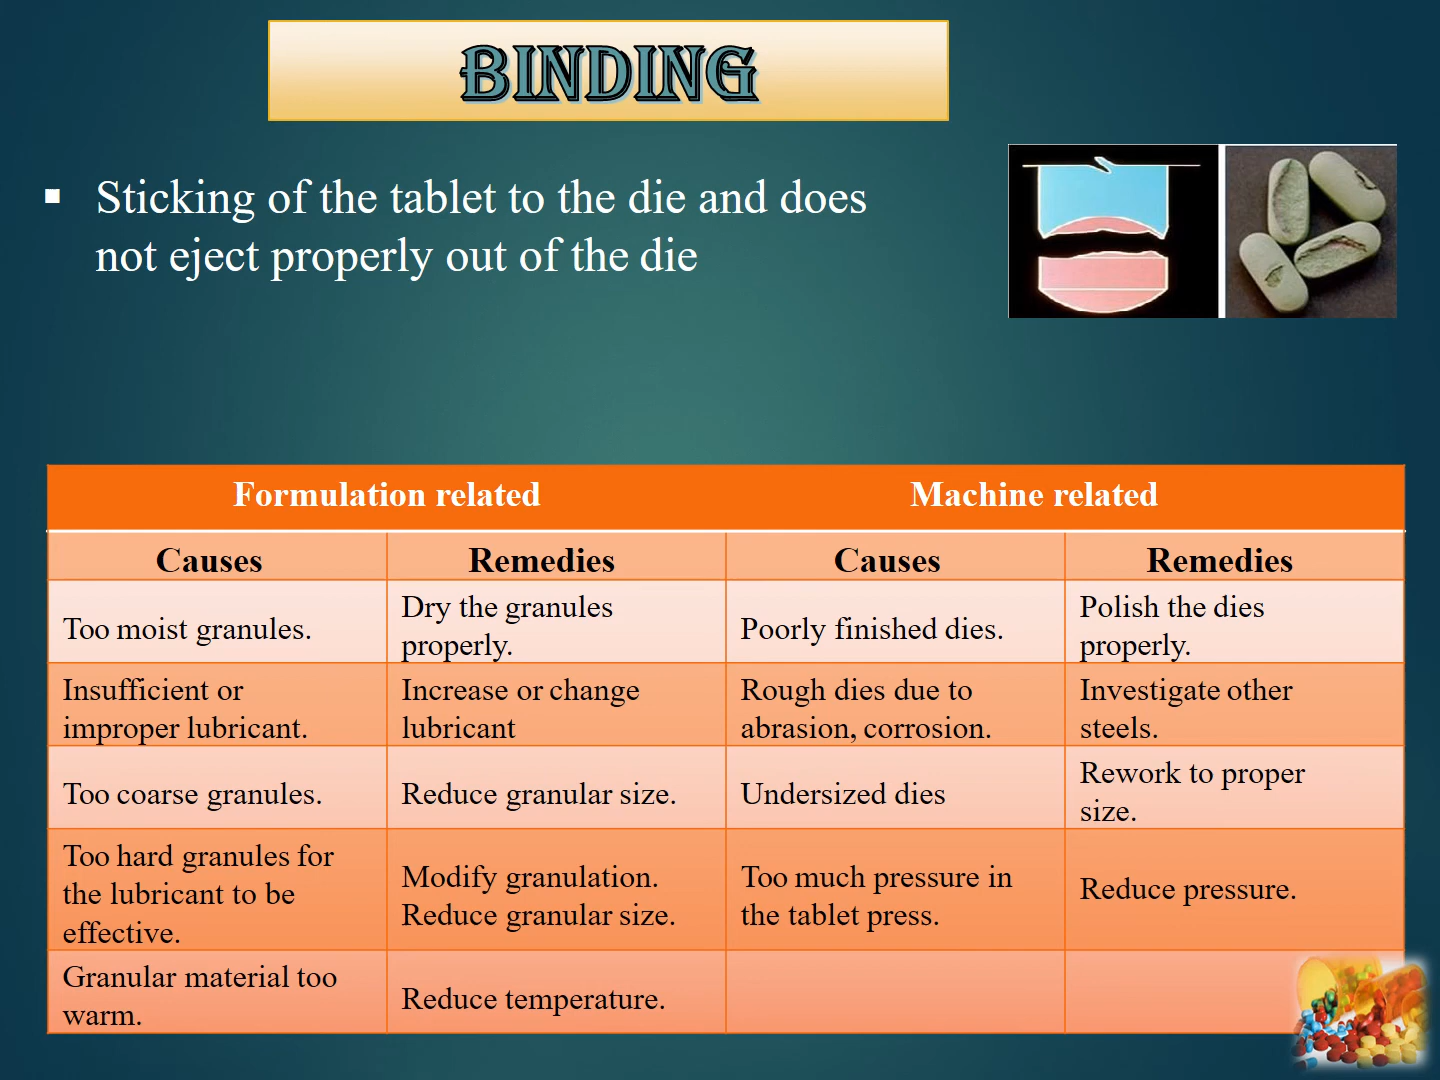 BINDING
▪ Sticking of the tablet to the die and does
not eject properly out of the die
Formulation related
Machine related
Causes
Remedies
Causes
Remedies
Too moist granules.
Dry the granules
properly.
Poorly finished dies.
Polish the dies
properly.
Insufficient or
improper lubricant.
Increase or change
lubricant
Rough dies due to
abrasion, corrosion.
Investigate other
steels.
Too coarse granules.
Reduce granular size.
Undersized dies
Rework to proper
size.
Too hard granules for
the lubricant to be
effective.
Modify granulation.
Reduce granular size.
Too much pressure in
the tablet press.
Reduce pressure.
Granular material too
warm.
Reduce temperature.